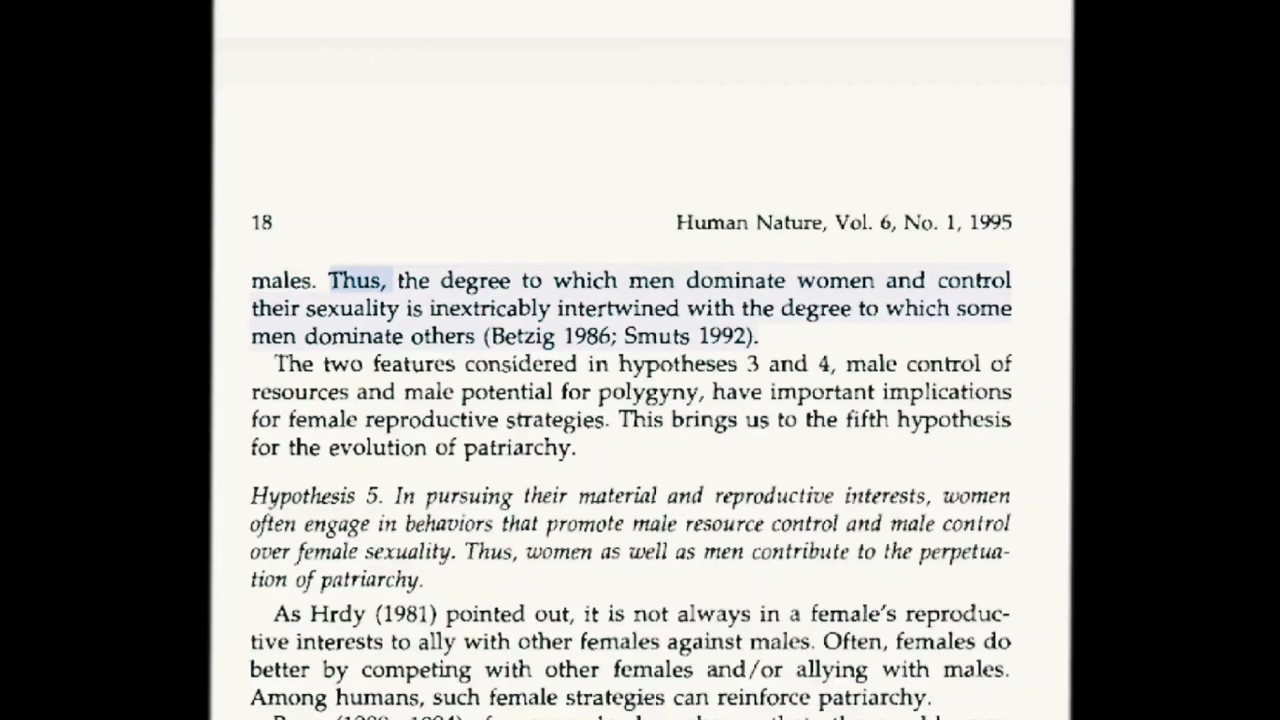 18 Human Nature, Vol. 6, No. 1, 1995
males. Thus, the degree to which men dominate women and control
their sexuality is inextricably intertwined with the degree to which some
men dominate others (Betzig 1986; Smuts 1992).
The two features considered in hypotheses 3 and 4, male control of
resources and male potential for polygyny, have important implications
for female reproductive strategies. This brings us to the fifth hypothesis
for the evolution of patriarchy.
Hypothesis 5. In pursuing their material and reproductive interests, women
often engage in behaviors that promote male resource control and male control
over female sexuality. Thus, women as well as men contribute to the perpetua-
tion of patriarchy.
As Hrdy (1981) pointed out, it is not always in a female's reproduc-
tive interests to ally with other females against males. Often, females do
better by competing with other females and/or allying with males.
Among humans, such female strategies can reinforce patriarchy.